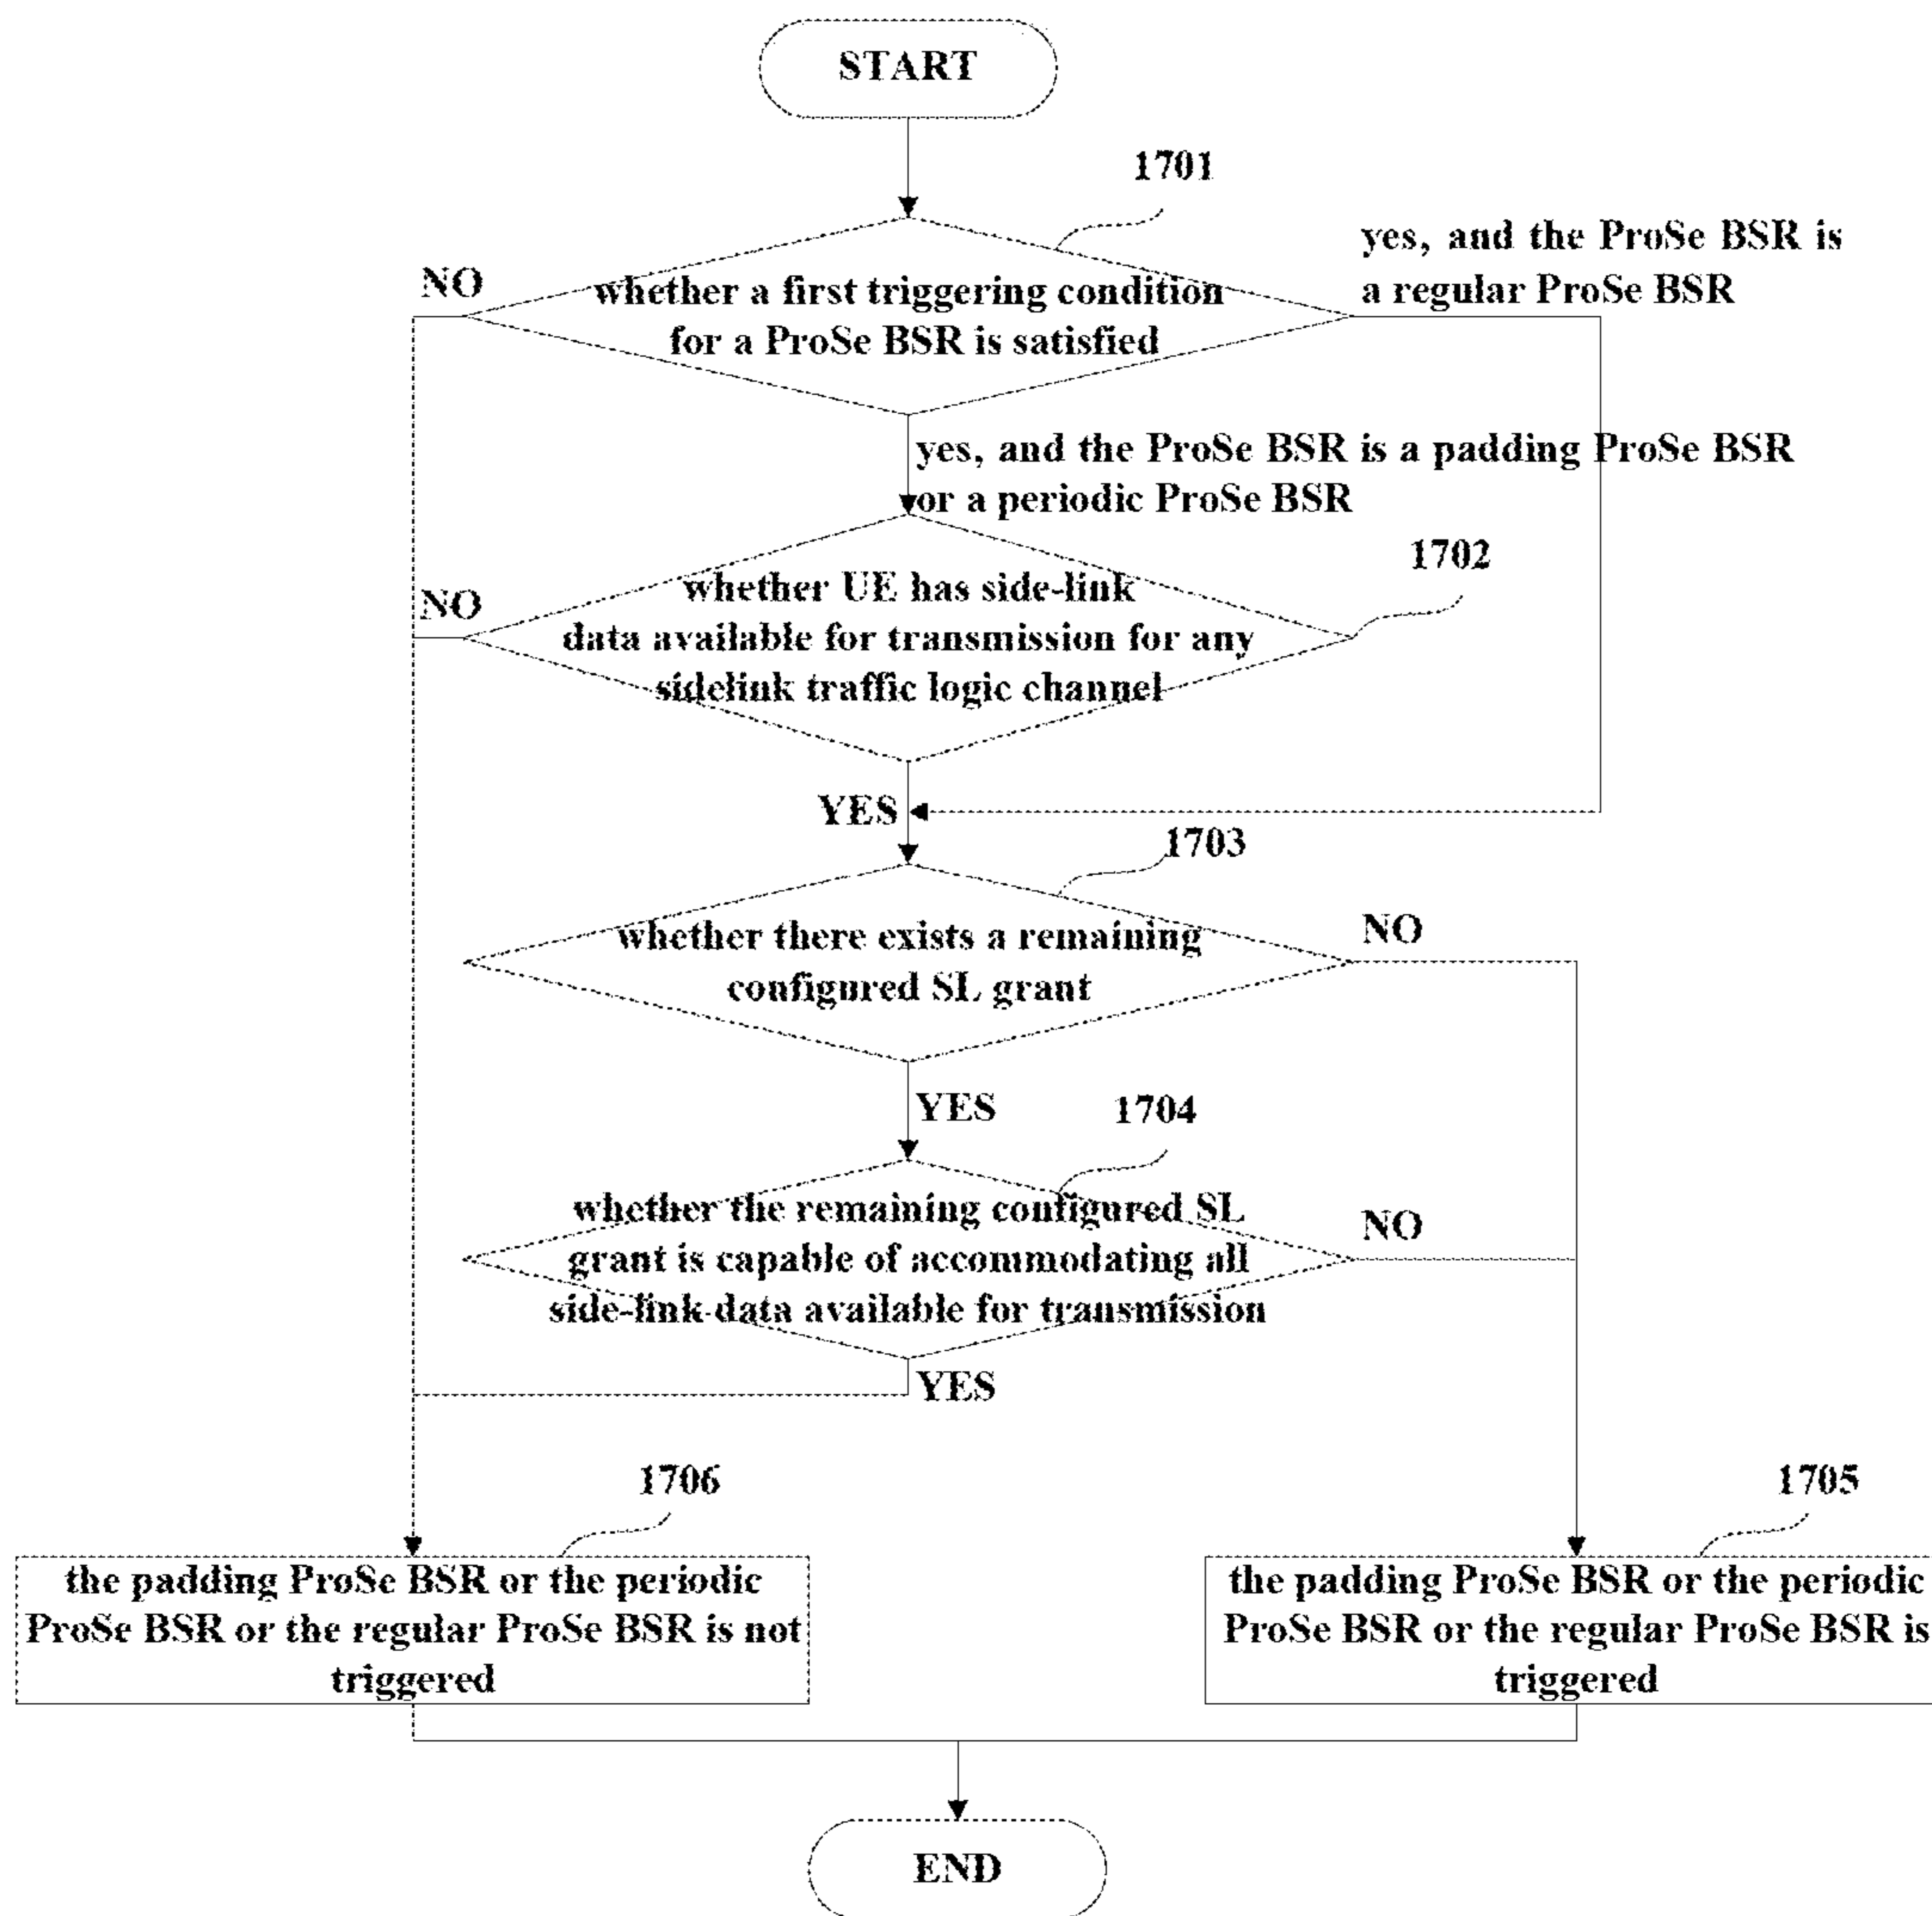 START
1701
yes, and the ProSe BSR is
a regular ProSe BSR
NO
whether a first triggering condition
for a ProSe BSR is satisfied
yes, and the ProSe BSR is a padding ProSe BSR
or a periodic ProSe BSR
1702
NO
whether UE has side-link
data available for transmission for any
sidelink traffic logic channel
YES
1703
whether there exists a remaining
configured SL grant
NO
YES
1704
whether the remaining configured SL
grant is capable of accommodating all
side-link data available for transmission
NO
YES
1706
1705
the padding ProSe BSR or the periodic
ProSe BSR or the regular ProSe BSR is not
triggered
the padding ProSe BSR or the periodic
ProSe BSR or the regular ProSe BSR is
triggered
END